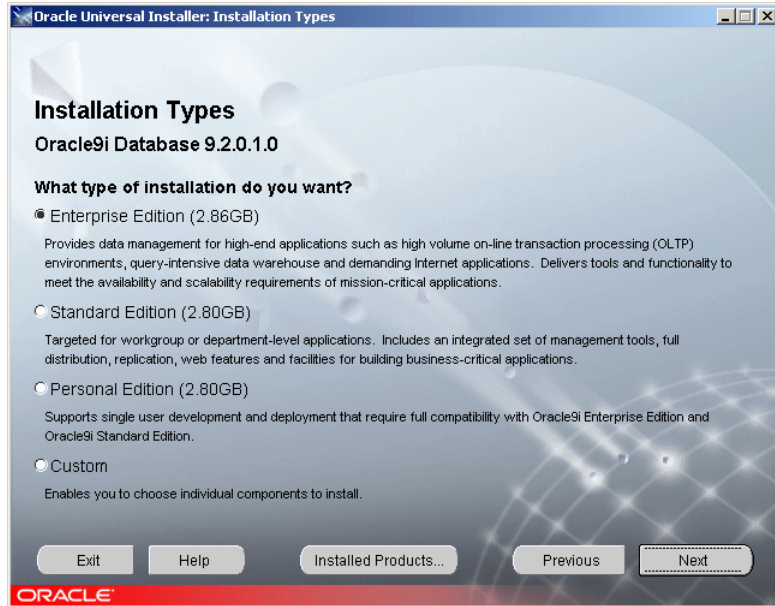 Oracle Universal Installer: Installation Types
Installation Types
Oracle9i Database 9.2.0.1.0
What type of installation do you want?
Enterprise Edition (2.86GB)
Provides data management for high-end applications such as high volume on-line transaction processing (OLTP)
environments, query-intensive data warehouse and demanding Internet applications. Delivers tools and functionality to
meet the availability and scalability requirements of mission-critical applications.
Standard Edition (2.80GB)
Targeted for workgroup or department-level applications. Includes an integrated set of management tools, full
distribution, replication, web features and facilities for building business-critical applications.
Personal Edition (2.80GB)
Supports single user development and deployment that require full compatibility with Oracle9i Enterprise Edition and
Oracle9i Standard Edition.
Custom
Enables you to choose individual components to install.
Exit Help Installed Products... Previous Next
ORACLE